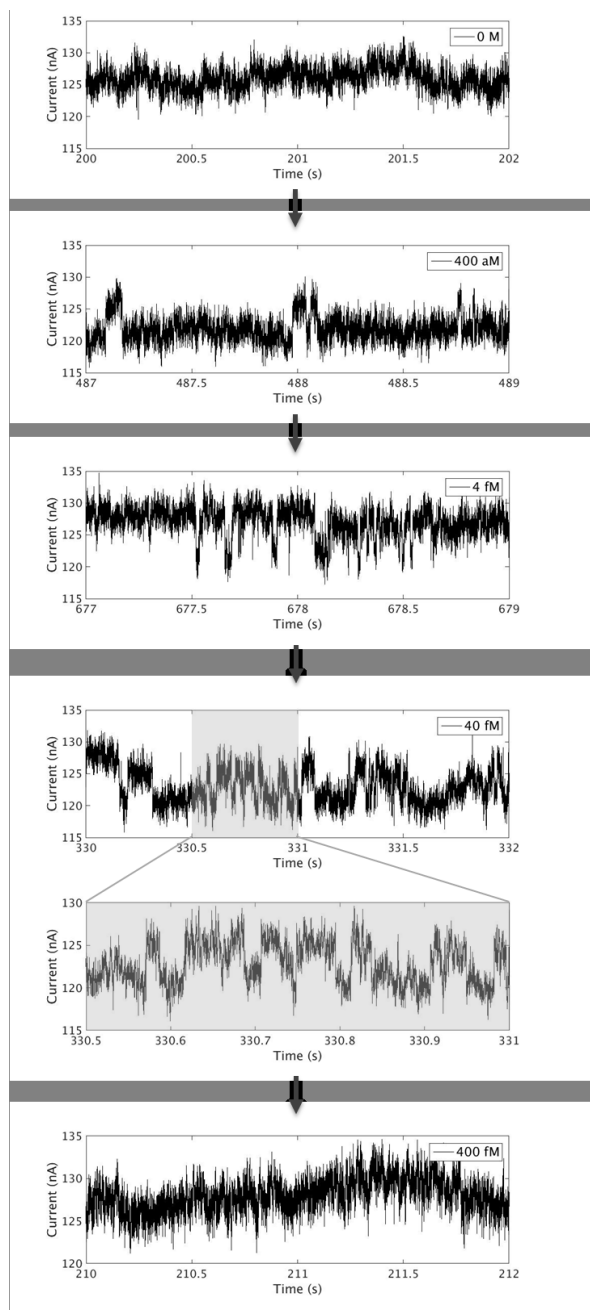 135
130
125
120
115
Current (nA)
0 M
200 200.5 201 201.5 202
Time (s)
135
130
125
120
115
Current (nA)
400 aM
487 487.5 488 488.5 489
Time (s)
135
130
125
120
115
Current (nA)
4 fM
677 677.5 678 678.5 679
Time (s)
135
130
125
120
115
Current (nA)
40 fM
330 330.5 331 331.5 332
Time (s)
130
125
120
115
Current (nA)
330.5 330.6 330.7 330.8 330.9 331
Time (s)
135
130
125
120
Current (nA)
400 fM
210 210.5 211 211.5 212
Time (s)